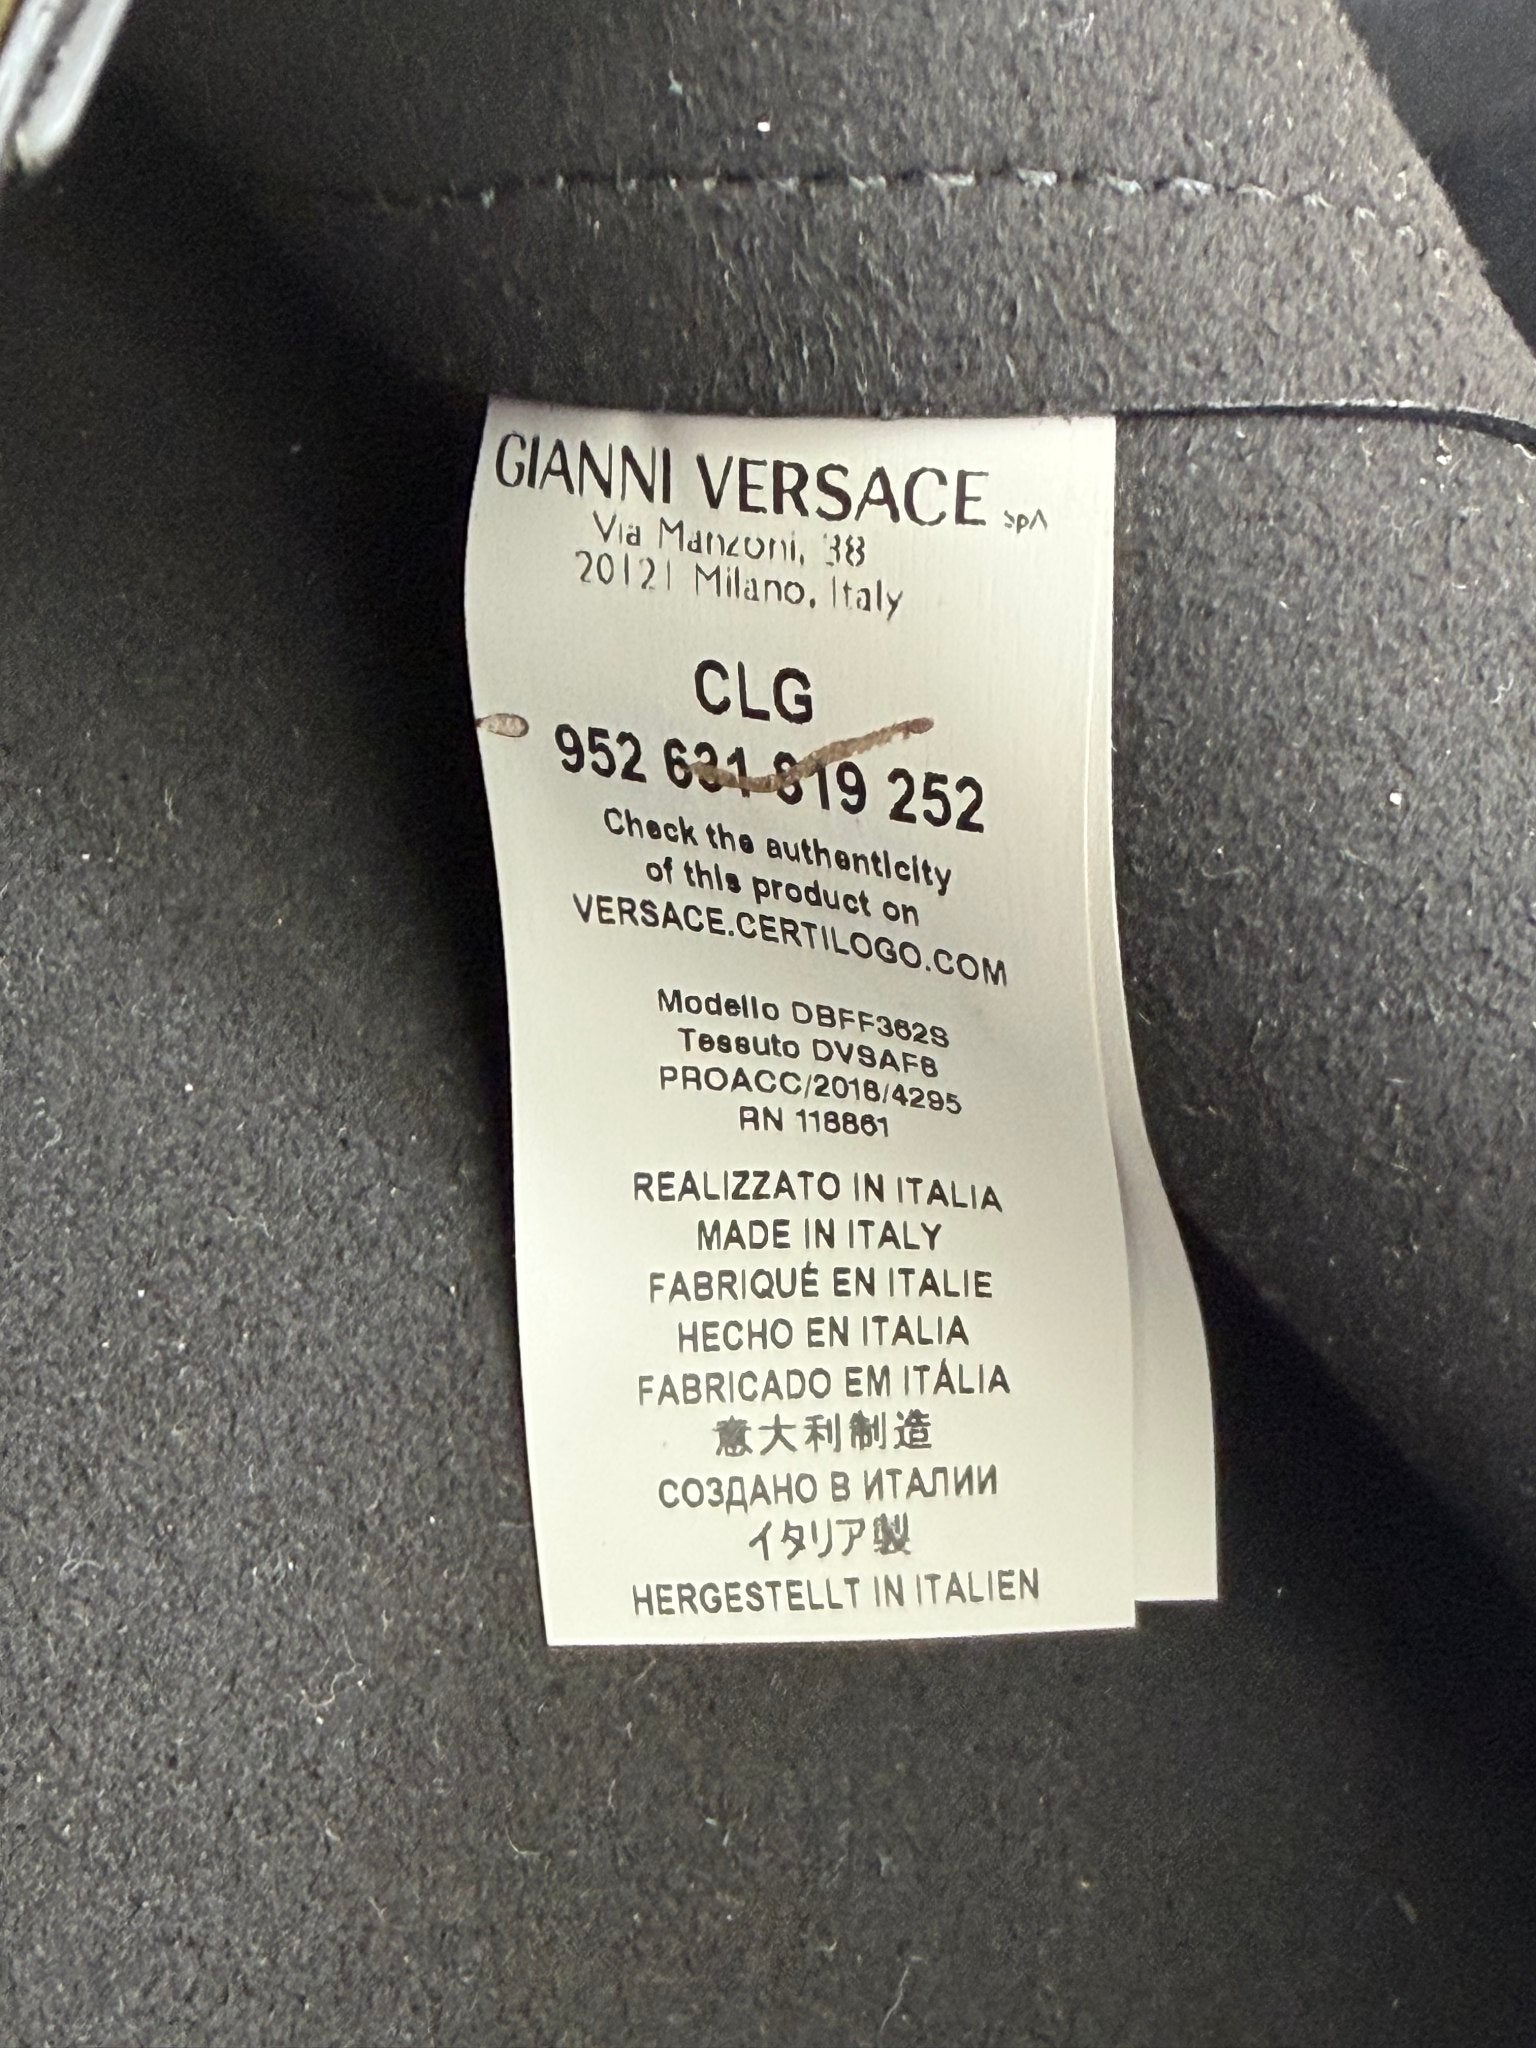 GIANNI VERSACE SpA
Via Manzoni, 38
20121 Milano, Italy
CLG
952 631 819 252
Check the authenticity
of this product on
VERSACE.CERTILOGO.COM
Modello DBFF362S
Tessuto DVSAF8
PROACC/2018/4295
RN 118861
REALIZZATO IN ITALIA
MADE IN ITALY
FABRIQUÉ EN ITALIE
HECHO EN ITALIA
FABRICADO EM ITÁLIA
意大利制造
СОЗДАНО В ИТАЛИИ
イタリア製
HERGESTELLT IN ITALIEN